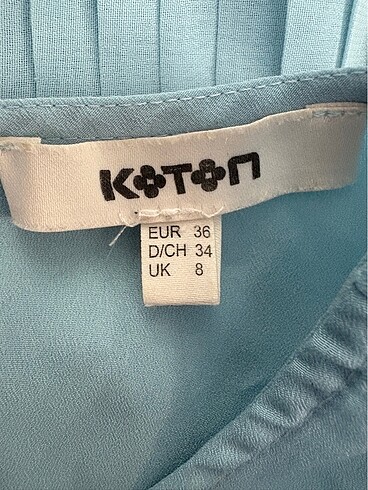 KOTON
EUR 36
D/CH 34
UK 8